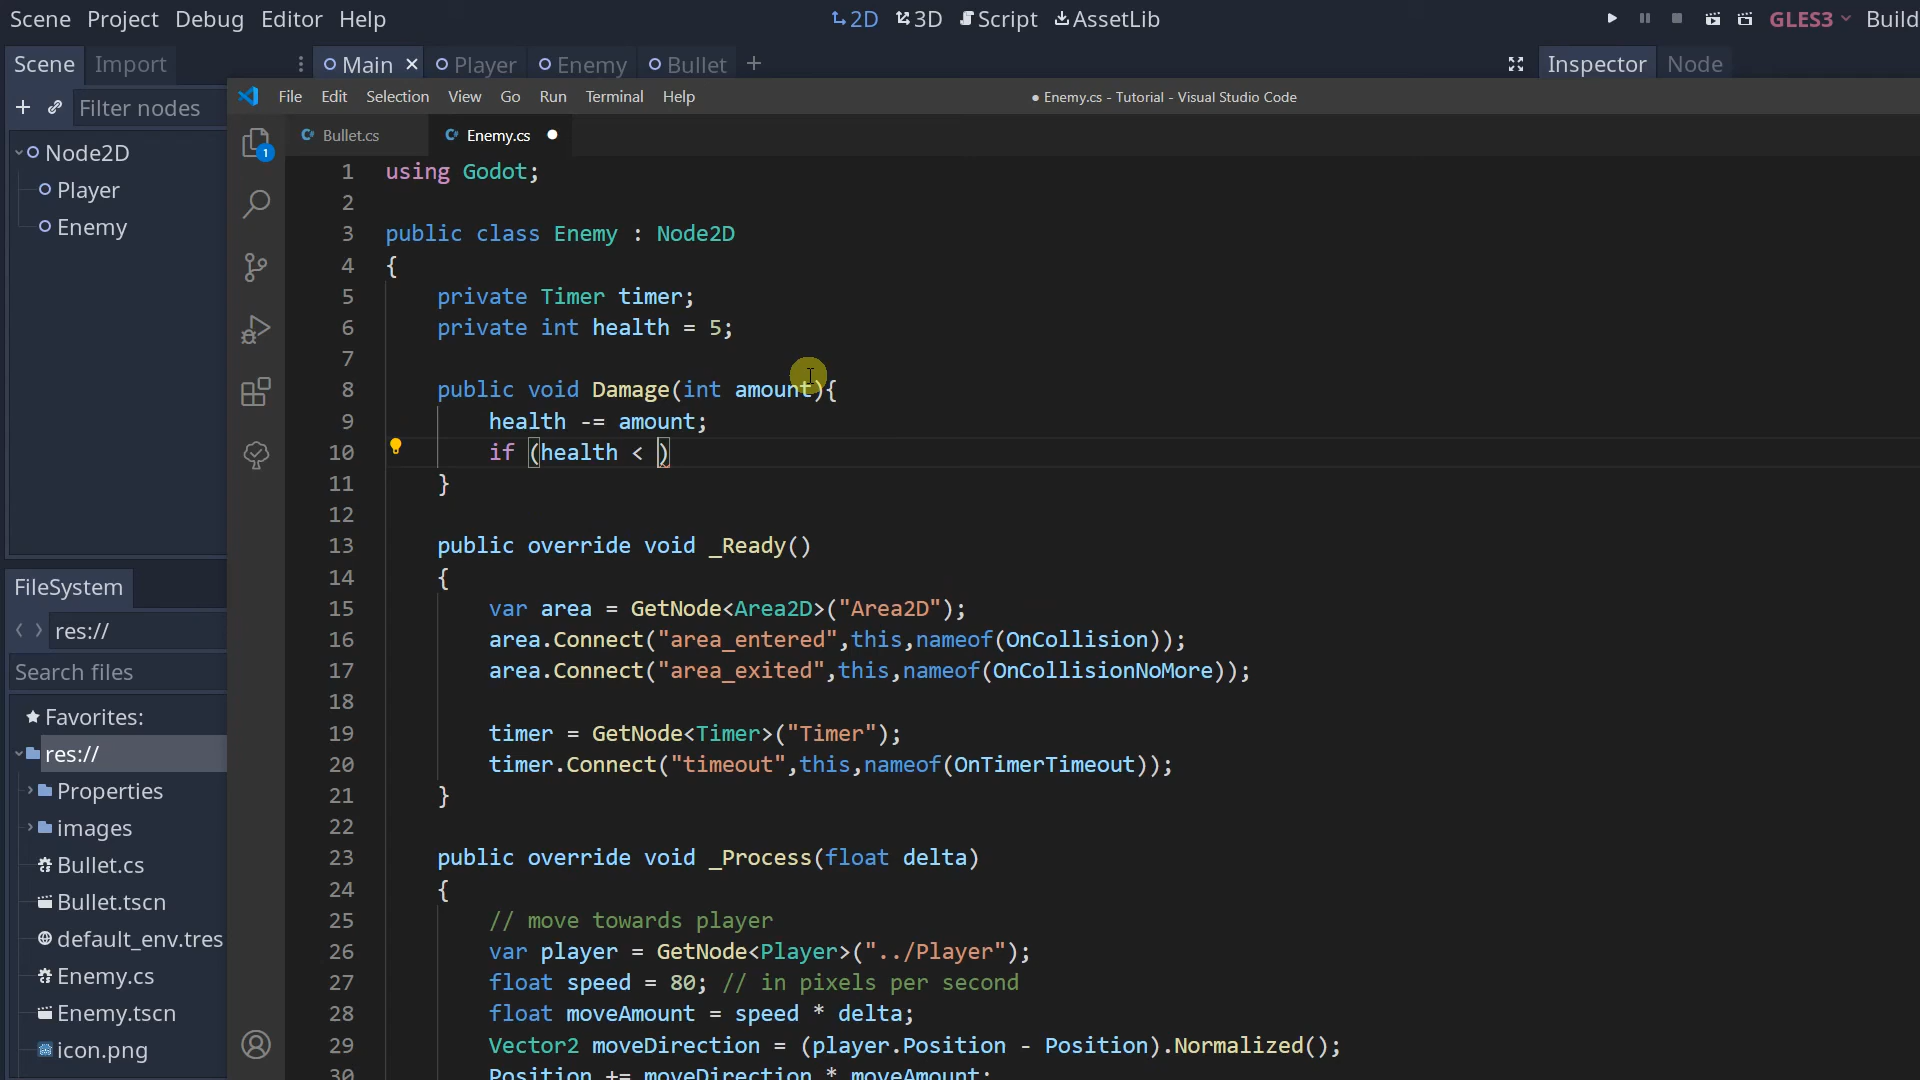 Scene Project Debug Editor Help 2D 3D Script AssetLib GLES3 Build
Scene Import Main Player Enemy Bullet Inspector Node
Filter nodes
Node2D
Player
Enemy
FileSystem
res://
Search files
Favorites:
res://
Properties
images
Bullet.cs
Bullet.tscn
default_env.tres
Enemy.cs
Enemy.tscn
icon.png
File Edit Selection View Go Run Terminal Help ● Enemy.cs - Tutorial - Visual Studio Code
1
Bullet.cs Enemy.cs
1 using Godot;
2
3 public class Enemy : Node2D
4 {
5 private Timer timer;
6 private int health = 5;
7
8 public void Damage(int amount){
9 health -= amount;
10 if (health < )
11 }
12
13 public override void _Ready()
14 {
15 var area = GetNode<Area2D>("Area2D");
16 area.Connect("area_entered",this,nameof(OnCollision));
17 area.Connect("area_exited",this,nameof(OnCollisionNoMore));
18
19 timer = GetNode<Timer>("Timer");
20 timer.Connect("timeout",this,nameof(OnTimerTimeout));
21 }
22
23 public override void _Process(float delta)
24 {
25 // move towards player
26 var player = GetNode<Player>("../Player");
27 float speed = 80; // in pixels per second
28 float moveAmount = speed * delta;
29 Vector2 moveDirection = (player.Position - Position).Normalized();
30 Position += moveDirection * moveAmount;